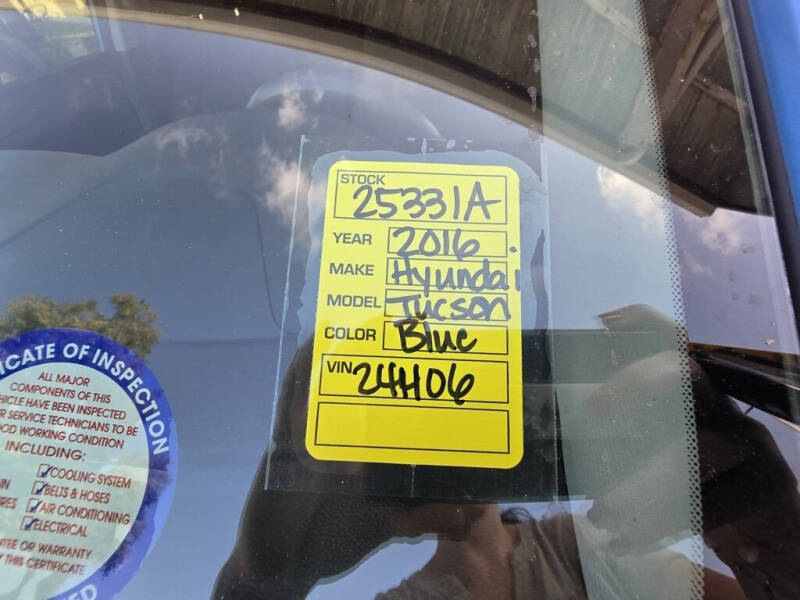 STOCK
25331A
YEAR 2016
MAKE Hyundai
MODEL Tucson
COLOR Blue
VIN 24406
CATE OF INSPECTION
ALL MAJOR
COMPONENTS OF THIS
HICLE HAVE BEEN INSPECTED
R SERVICE TECHNICIANS TO BE
OOD WORKING CONDITION
INCLUDING:
COOLING SYSTEM
BELTS & HOSES
AIR CONDITIONING
ELECTRICAL
TEE OR WARRANTY
THIS CERTIFICATE